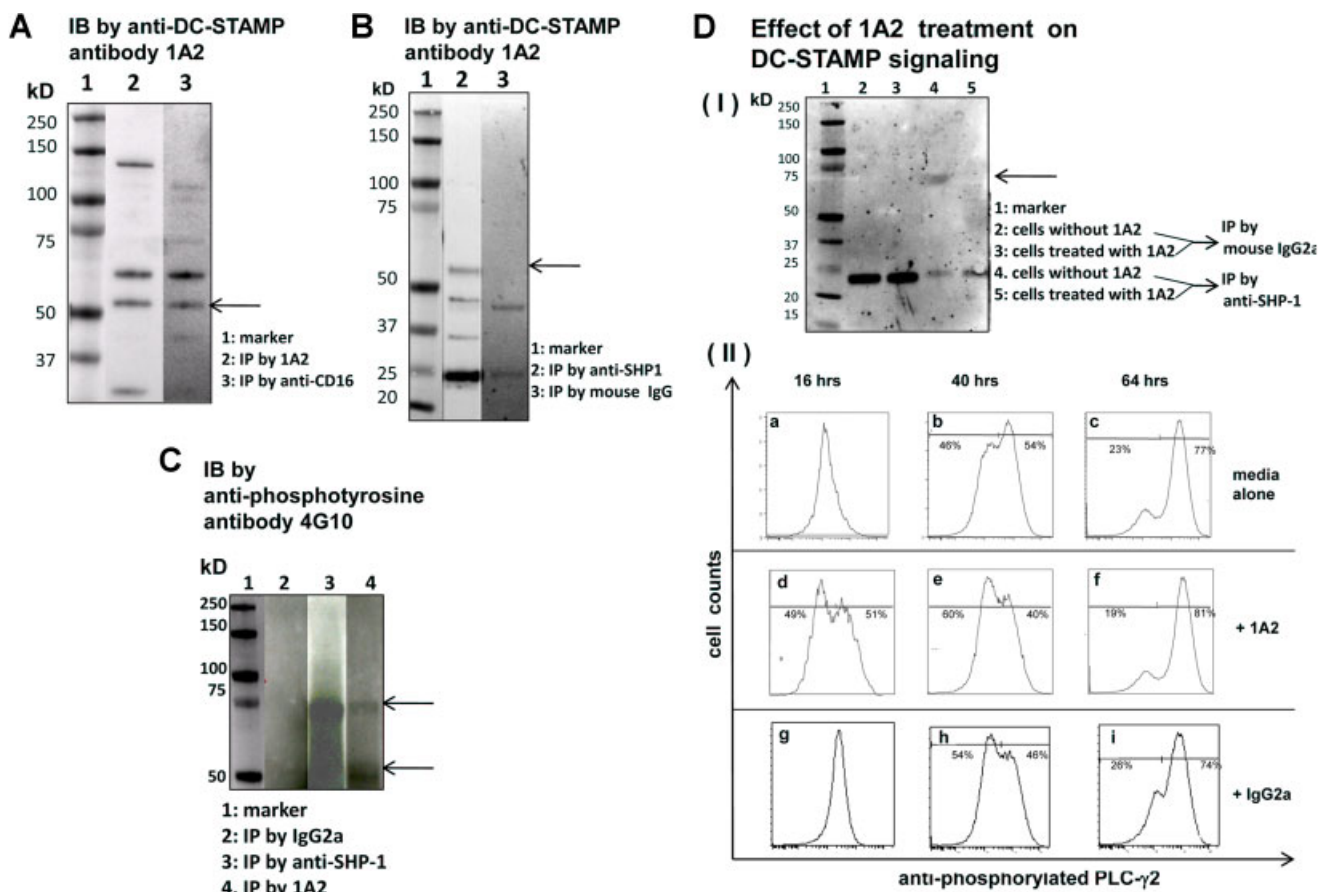 A
IB by anti-DC-STAMP
antibody 1A2
1 2 3
kD
250
150
100
75
50
37
1: marker
2: IP by 1A2
3: IP by anti-CD16
B
IB by anti-DC-STAMP
antibody 1A2
1 2 3
kD
250
150
100
75
50
37
25
20
1: marker
2: IP by anti-SHP1
3: IP by mouse IgG
C
IB by
anti-phosphotyrosine
antibody 4G10
kD
1 2 3 4
250
150
100
75
50
1: marker
2: IP by IgG2a
3: IP by anti-SHP-1
4. IP by 1A2
D
Effect of 1A2 treatment on
DC-STAMP signaling
(I)
kD
1 2 3 4 5
250
150
100
75
50
37
25
20
15
1: marker
2: cells without 1A2
3: cells treated with 1A2
IP by
mouse IgG2a
4. cells without 1A2
5: cells treated with 1A2
IP by
anti-SHP-1
(II)
16 hrs 40 hrs 64 hrs
a
b
46% 54%
c
23% 77%
media
alone
d
49% 51%
e
60% 40%
f
19% 81%
+ 1A2
g
h
54% 46%
i
26% 74%
+ IgG2a
cell counts
anti-phosphorylated PLC-γ2